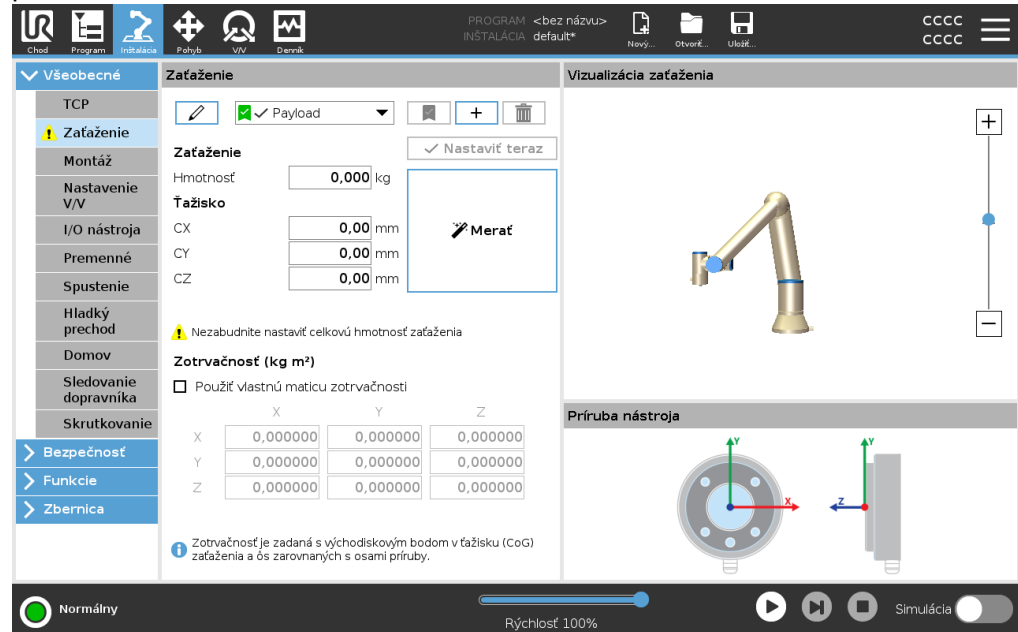 PROGRAM <bez názvu>
INŠTALÁCIA default*
cccc
cccc
Chod
Program
Inštalácia
Pohyb
V/V
Denník
Nový...
Otvoriť...
Uložiť...
Všeobecné
TCP
Zaťaženie
Montáž
Nastavenie
V/V
I/O nástroja
Premenné
Spustenie
Hladký
prechod
Domov
Sledovanie
dopravníka
Skrutkovanie
Bezpečnosť
Funkcie
Zbernica
Zaťaženie
Payload
Nastaviť teraz
Zaťaženie
Hmotnosť 0,000 kg
Ťažisko
CX 0,00 mm
CY 0,00 mm
CZ 0,00 mm
Merať
Nezabudnite nastaviť celkovú hmotnosť zaťaženia
Zotrvačnosť (kg m²)
Použiť vlastnú maticu zotrvačnosti
X Y Z
X 0,000000 0,000000 0,000000
Y 0,000000 0,000000 0,000000
Z 0,000000 0,000000 0,000000
Zotrvačnosť je zadaná s východiskovým bodom v ťažisku (CoG)
zaťaženia a ós zarovnaných s osami príruby.
Vizualizácia zaťaženia
Príruba nástroja
Y
X
Y
Z
Normálny
Rýchlosť 100%
Simulácia